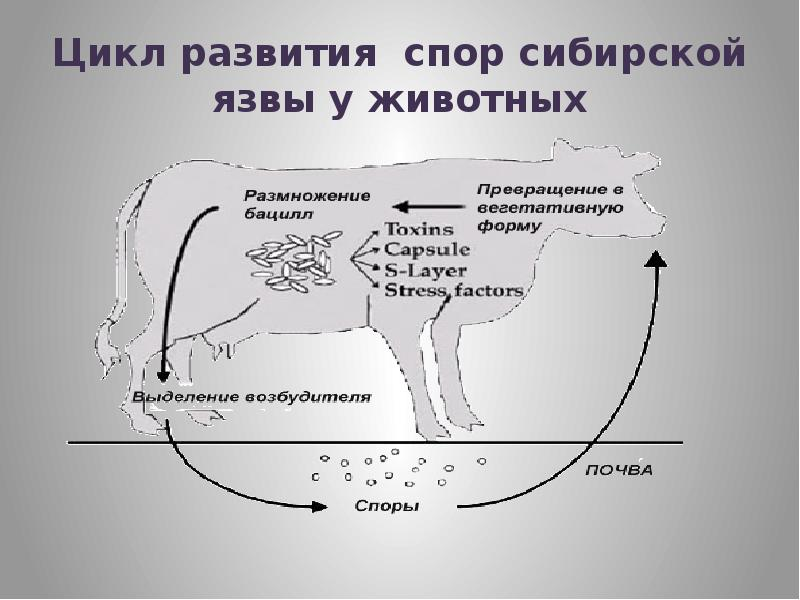 Цикл развития спор сибирской
язвы у животных
Размножение
бацилл
Превращение в
вегетативную
форму
Toxins
Capsule
S-Layer
Stress factors
Выделение возбудителя
ПОЧВА
Споры